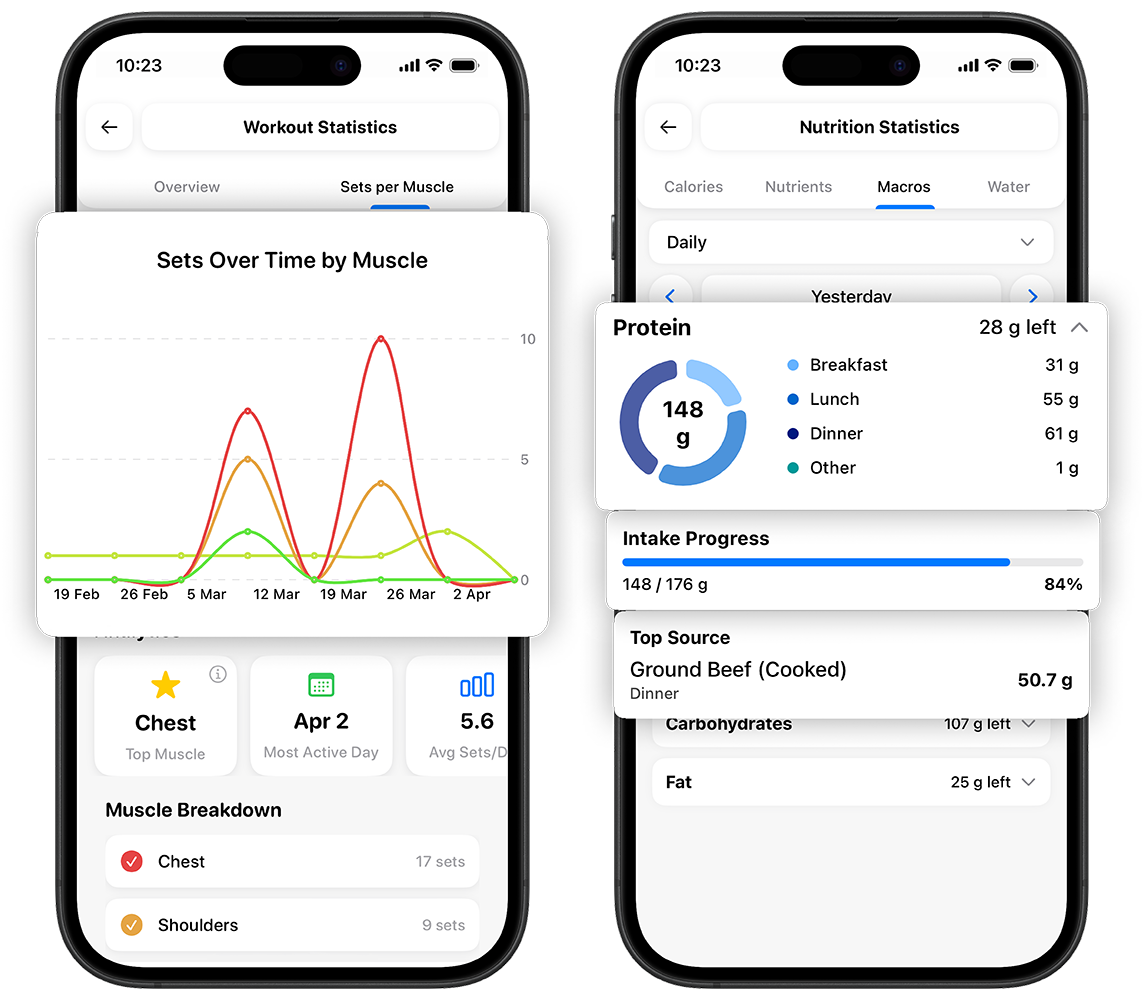 10:23
Workout Statistics
Overview
Sets per Muscle
Sets Over Time by Muscle
10
5
0
19 Feb
26 Feb
5 Mar
12 Mar
19 Mar
26 Mar
2 Apr
Chest
Top Muscle
Apr 2
Most Active Day
5.6
Avg Sets/D
Muscle Breakdown
Chest
17 sets
Shoulders
9 sets
10:23
Nutrition Statistics
Calories
Nutrients
Macros
Water
Daily
Yesterday
Protein
28 g left
148
g
Breakfast
31 g
Lunch
55 g
Dinner
61 g
Other
1 g
Intake Progress
148 / 176 g
84%
Top Source
Ground Beef (Cooked)
Dinner
50.7 g
Carbohydrates
107 g left
Fat
25 g left